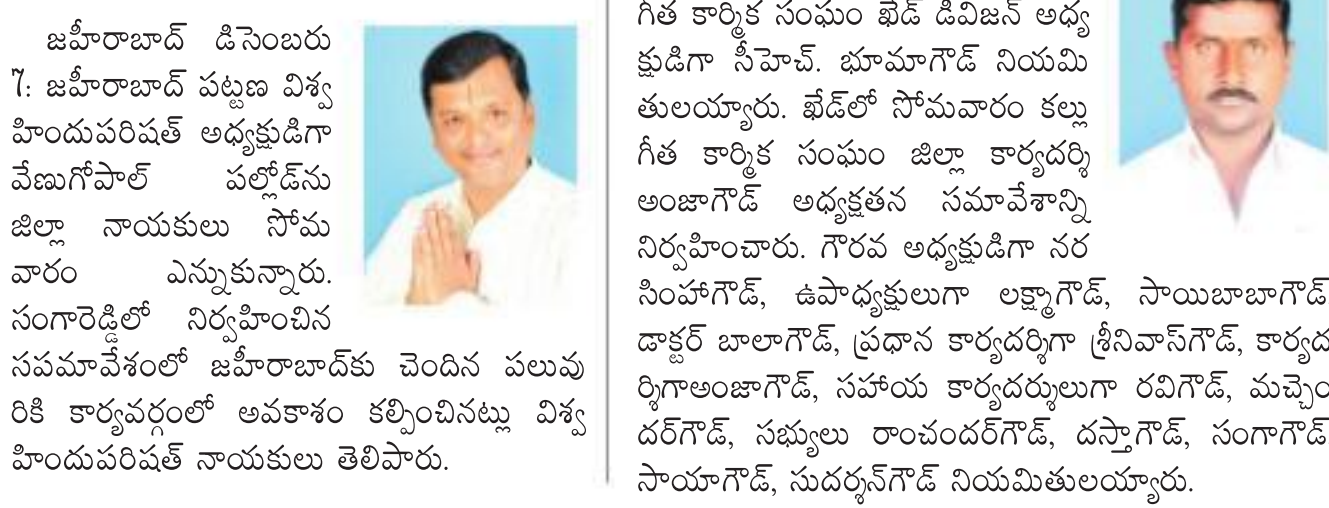 జహీరాబాద్ డిసెంబరు
7: జహీరాబాద్ పట్టణ విశ్వ
హిందుపరిషత్ అధ్యక్షుడిగా
వేణుగోపాల్ పల్లోడ్‌ను
జిల్లా నాయకులు సోమ
వారం ఎన్నుకున్నారు.
సంగారెడ్డిలో నిర్వహించిన
సపమావేశంలో జహీరాబాద్‌కు చెందిన పలువు
రికి కార్యవర్గంలో అవకాశం కల్పించినట్లు విశ్వ
హిందుపరిషత్ నాయకులు తెలిపారు.
గీత కార్మిక సంఘం ఖేడ్ డివిజన్ అధ్య
క్షుడిగా సీహెచ్. భూమాగౌడ్ నియమి
తులయ్యారు. ఖేడ్‌లో సోమవారం కల్లు
గీత కార్మిక సంఘం జిల్లా కార్యదర్శి
అంజాగౌడ్ అధ్యక్షతన సమావేశాన్ని
నిర్వహించారు. గౌరవ అధ్యక్షుడిగా నర
సింహాగౌడ్, ఉపాధ్యక్షులుగా లక్ష్మాగౌడ్, సాయిబాబాగౌడ్
డాక్టర్ బాలాగౌడ్, ప్రధాన కార్యదర్శిగా శ్రీనివాస్‌గౌడ్, కార్యద
ర్శిగాఅంజాగౌడ్, సహాయ కార్యదర్శులుగా రవిగౌడ్, మచ్చెం
దర్‌గౌడ్, సభ్యులు రాంచందర్‌గౌడ్, దస్తాగౌడ్, సంగాగౌడ్
సాయాగౌడ్, సుదర్శన్‌గౌడ్ నియమితులయ్యారు.